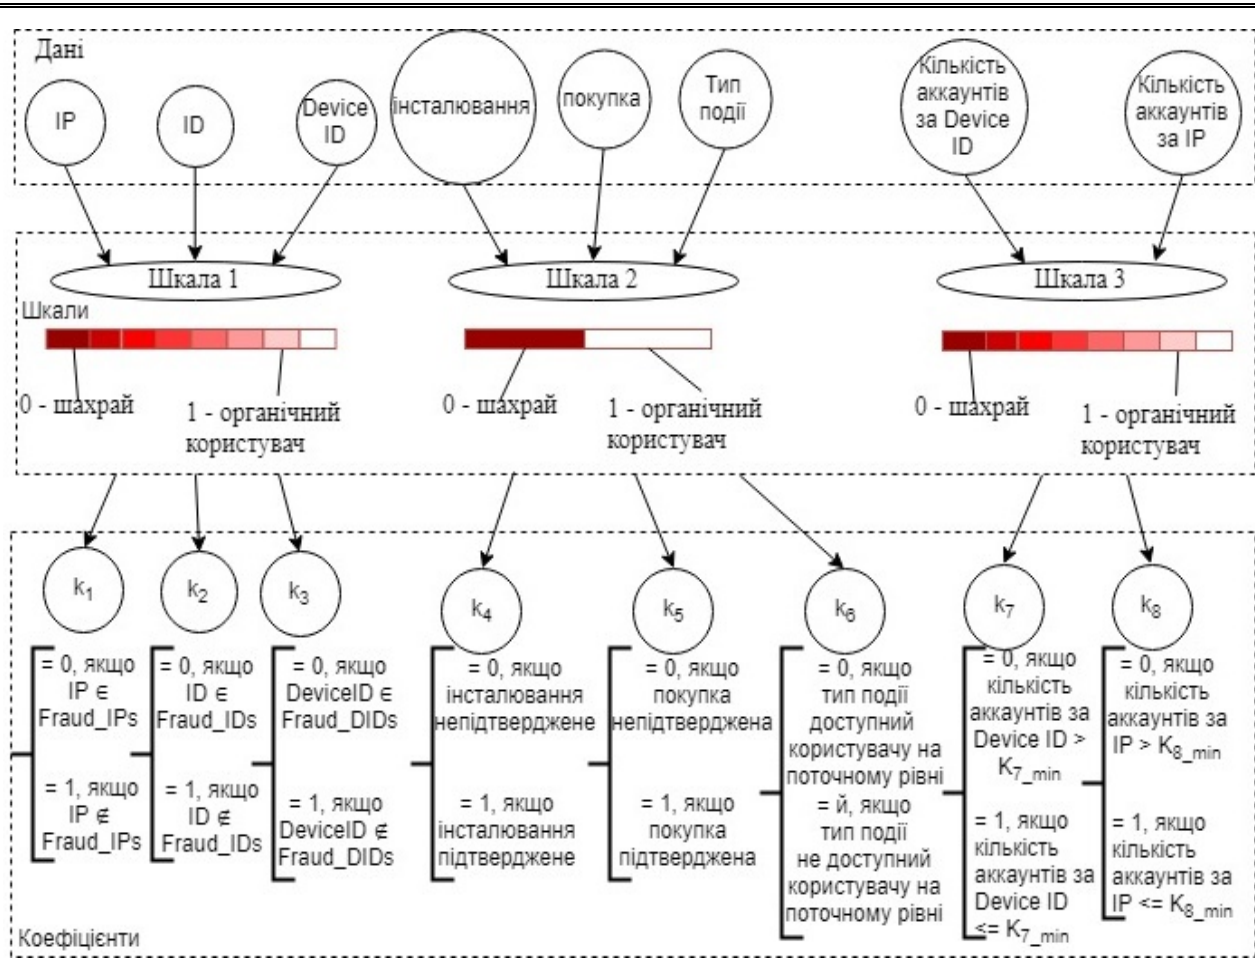 Дані
IP
ID
Device
ID
інсталювання
покупка
Тип
події
Кількість
аккаунтів
за Device
ID
Кількість
аккаунтів
за IP
Шкала 1
Шкала 2
Шкала 3
Шкали
0 - шахрай
1 - органічний
користувач
0 - шахрай
1 - органічний
користувач
0 - шахрай
1 - органічний
користувач
k1
k2
k3
k4
k5
k6
k7
k8
= 0, якщо
IP ∈
Fraud_IPs
= 1, якщо
IP ∉
Fraud_IPs
= 0, якщо
ID ∈
Fraud_IDs
= 1, якщо
ID ∉
Fraud_IDs
= 0, якщо
DeviceID ∈
Fraud_DIDs
= 1, якщо
DeviceID ∉
Fraud_DIDs
= 0, якщо
інсталювання
непідтверджене
= 1, якщо
інсталювання
підтверджене
= 0, якщо
покупка
непідтверджена
= 1, якщо
покупка
підтверджена
= 0, якщо
тип події
доступний
користувачу на
поточному рівні
= й, якщо
тип події
не доступний
користувачу на
поточному рівні
= 0, якщо
кількість
аккаунтів за
Device ID >
K7_min
= 1, якщо
кількість
аккаунтів за
Device ID
<= K7_min
= 0, якщо
кількість
аккаунтів за
IP > K8_min
= 1, якщо
кількість
аккаунтів за
IP <= K8_min
Коефіцієнти